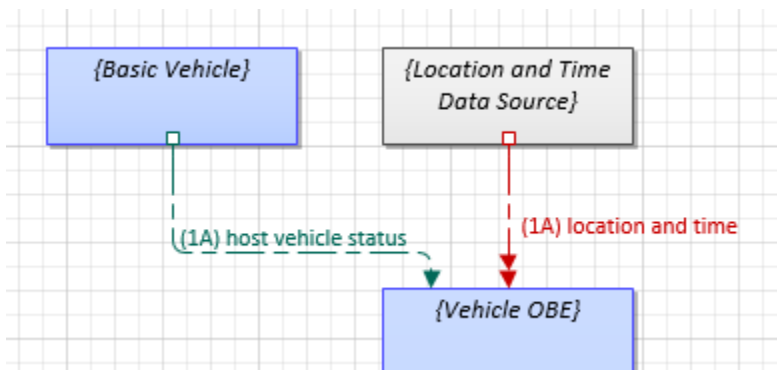 {Basic Vehicle}
{Location and Time
Data Source}
(1A) location and time
(1A) host vehicle status
{Vehicle OBE}